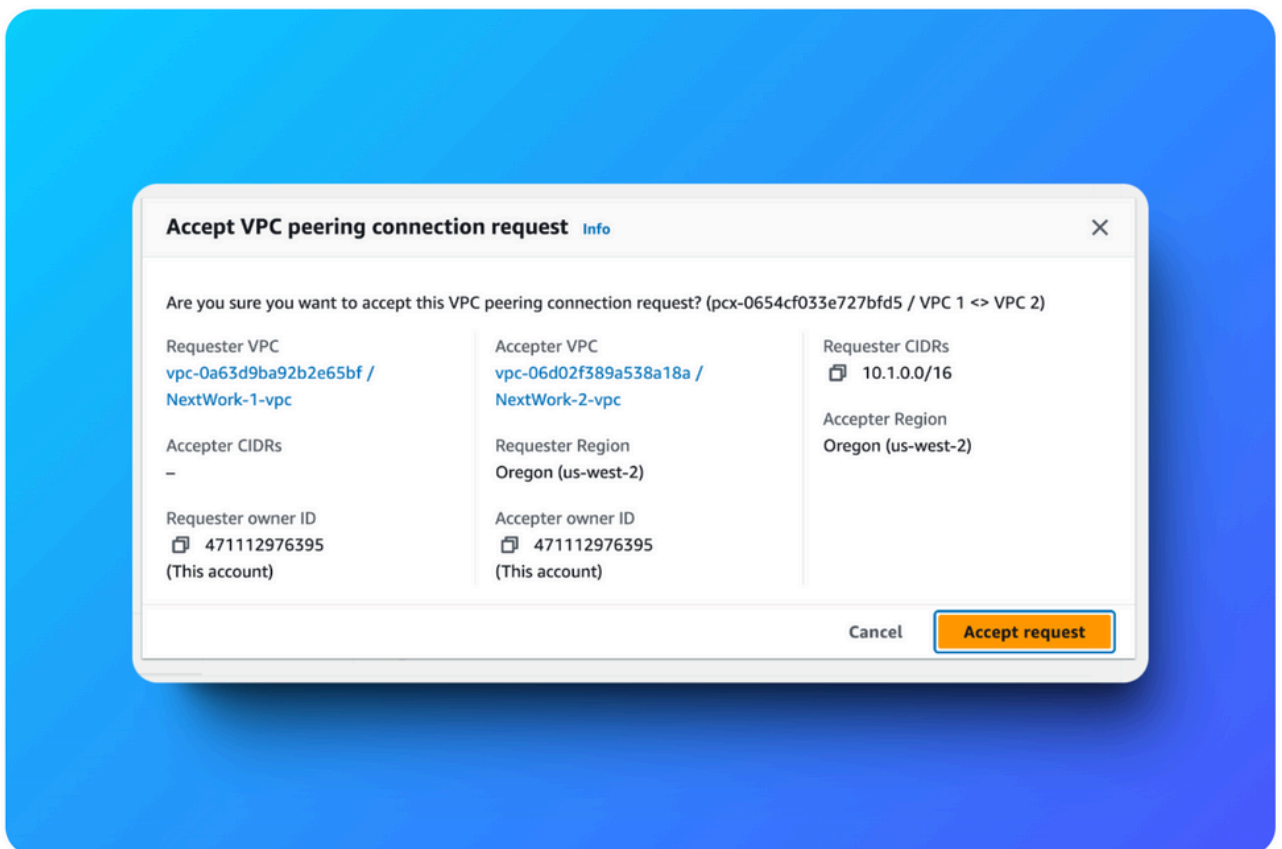 Accept VPC peering connection request Info
Are you sure you want to accept this VPC peering connection request? (pcx-0654cf033e727bfd5 / VPC 1 <> VPC 2)
Requester VPC
vpc-0a63d9ba92b2e65bf /
NextWork-1-vpc
Accepter VPC
vpc-06d02f389a538a18a /
NextWork-2-vpc
Requester CIDRs
10.1.0.0/16
Accepter CIDRs
–
Requester Region
Oregon (us-west-2)
Accepter Region
Oregon (us-west-2)
Requester owner ID
471112976395
(This account)
Accepter owner ID
471112976395
(This account)
Cancel
Accept request